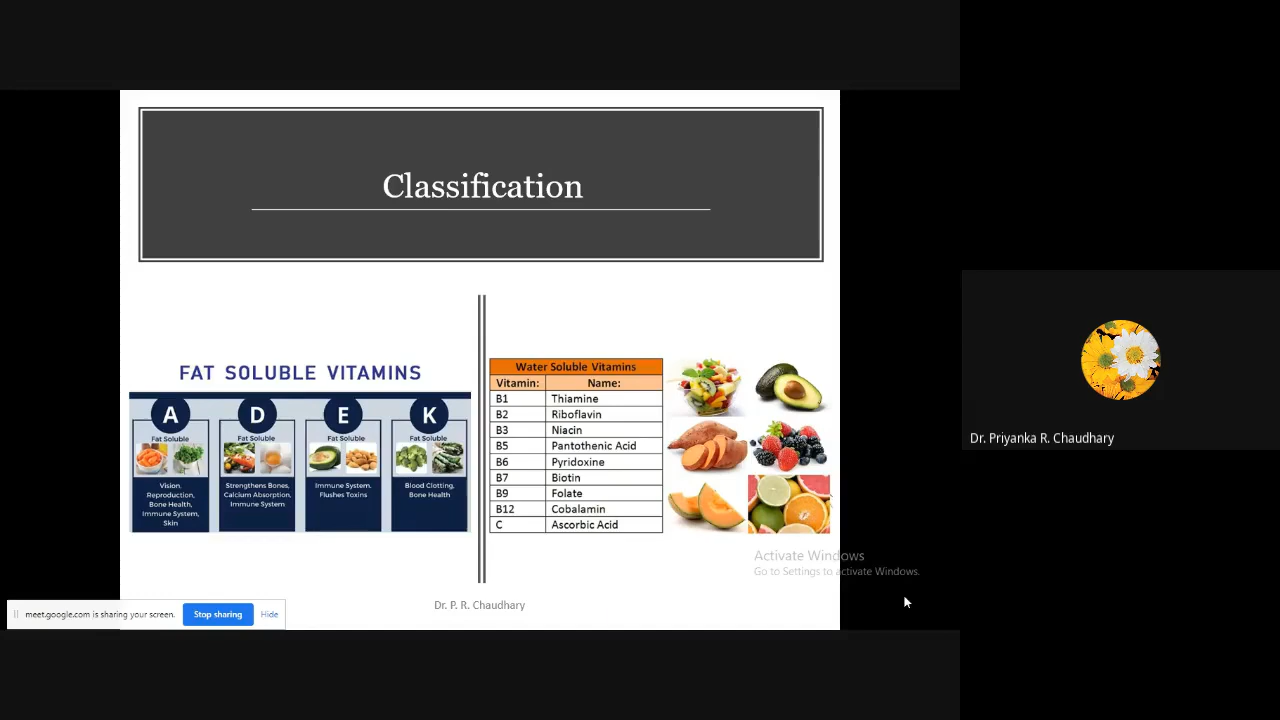 Classification
FAT SOLUBLE VITAMINS
A
Fat Soluble
Vision,
Reproduction,
Bone Health,
Immune System,
Skin
D
Fat Soluble
Strengthens Bones,
Calcium Absorption,
Immune System
E
Fat Soluble
Immune System,
Flushes Toxins
K
Fat Soluble
Blood Clotting,
Bone Health
Water Soluble Vitamins
Vitamin: Name:
B1 Thiamine
B2 Riboflavin
B3 Niacin
B5 Pantothenic Acid
B6 Pyridoxine
B7 Biotin
B9 Folate
B12 Cobalamin
C Ascorbic Acid
Dr. Priyanka R. Chaudhary
Activate Windows
Go to Settings to activate Windows.
Dr. P. R. Chaudhary
meet.google.com is sharing your screen.
Stop sharing
Hide